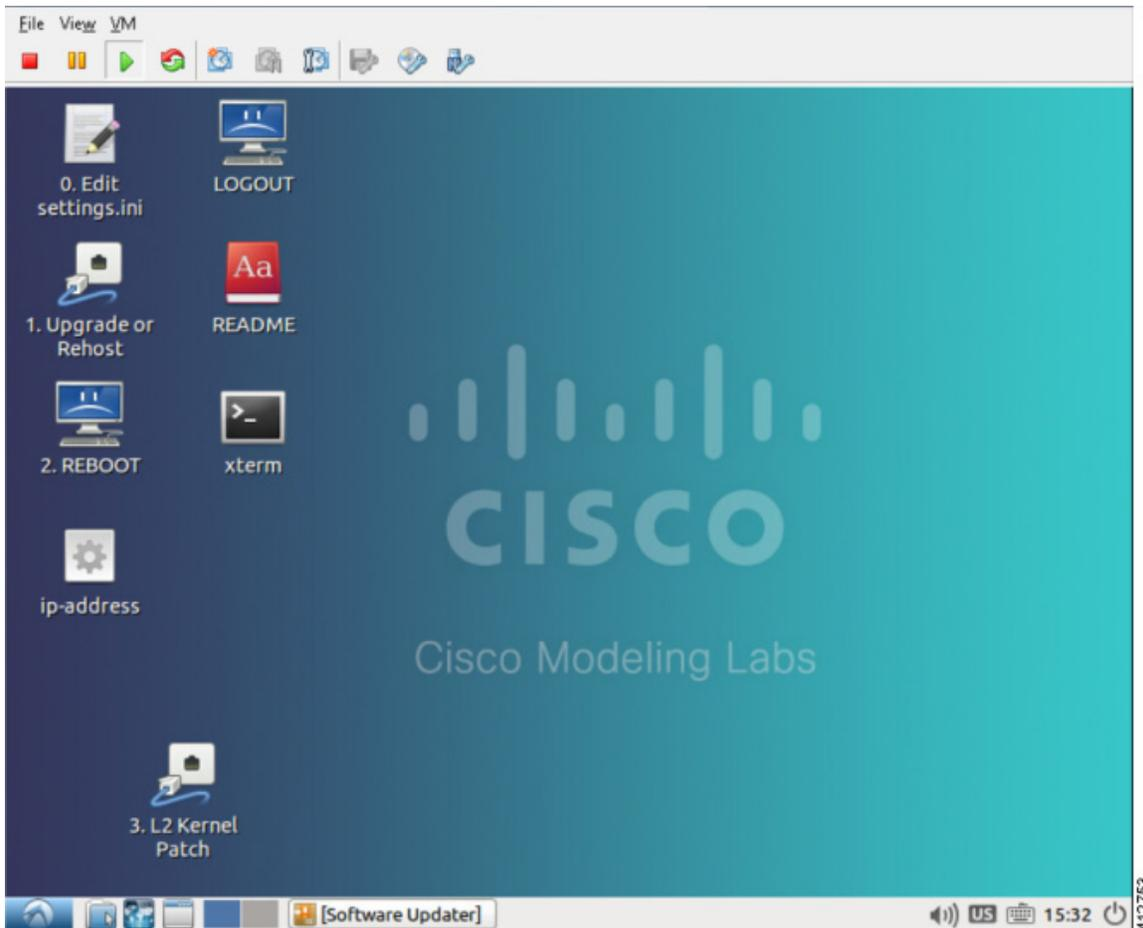 File View VM
0. Edit
settings.ini
LOGOUT
1. Upgrade or
Rehost
Aa
README
2. REBOOT
>_
xterm
ip-address
CISCO
Cisco Modeling Labs
3. L2 Kernel
Patch
[Software Updater]
US
15:32
412753